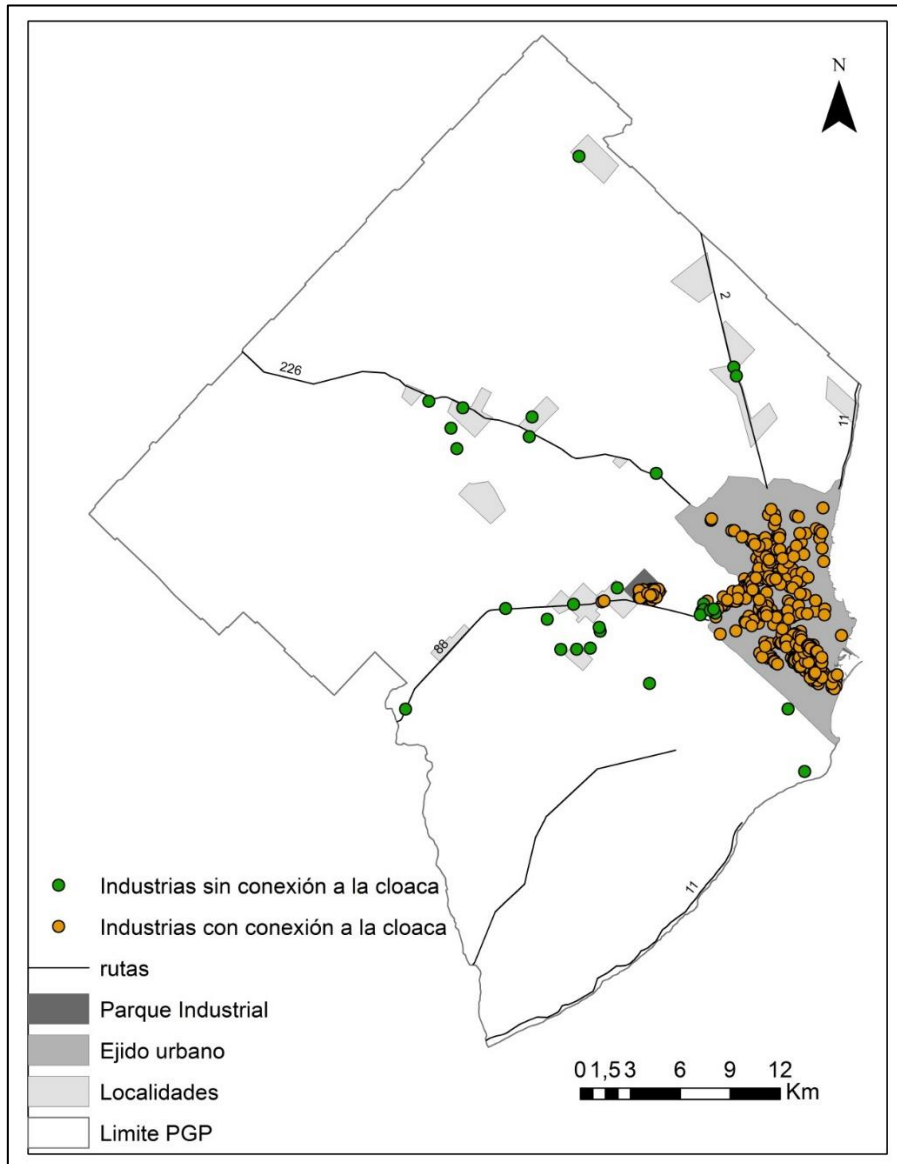 N
2
226
11
88
11
Industrias sin conexión a la cloaca
Industrias con conexión a la cloaca
rutas
Parque Industrial
Ejido urbano
Localidades
Limite PGP
0 1,5 3 6 9 12
Km